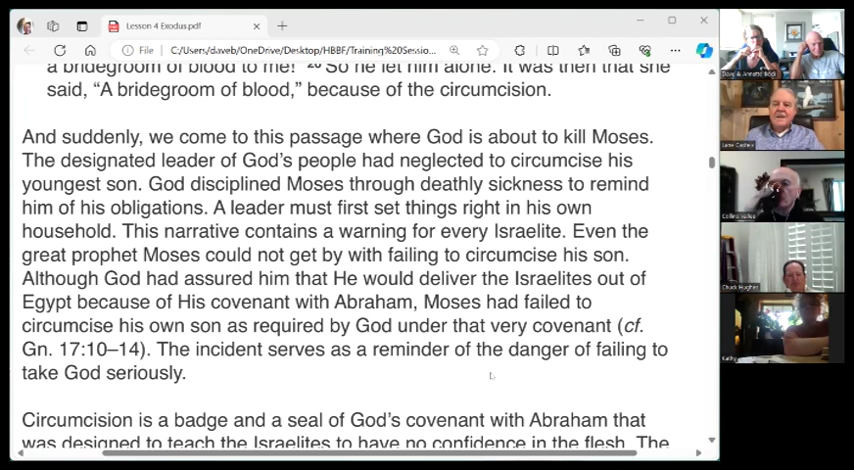 Lesson 4 Exodus.pdf
File
C:/Users/daveb/OneDrive/Desktop/HBBF/Training%20Sessio...
a bridegroom of blood to me!" 26 So he let him alone. It was then that she
said, “A bridegroom of blood,” because of the circumcision.
And suddenly, we come to this passage where God is about to kill Moses.
The designated leader of God’s people had neglected to circumcise his
youngest son. God disciplined Moses through deathly sickness to remind
him of his obligations. A leader must first set things right in his own
household. This narrative contains a warning for every Israelite. Even the
great prophet Moses could not get by with failing to circumcise his son.
Although God had assured him that He would deliver the Israelites out of
Egypt because of His covenant with Abraham, Moses had failed to
circumcise his own son as required by God under that very covenant (cf.
Gn. 17:10–14). The incident serves as a reminder of the danger of failing to
take God seriously.
Circumcision is a badge and a seal of God’s covenant with Abraham that
was designed to teach the Israelites to have no confidence in the flesh. The
Dave & Annette
Lane
Collins
Chuck Hugher
Kathy